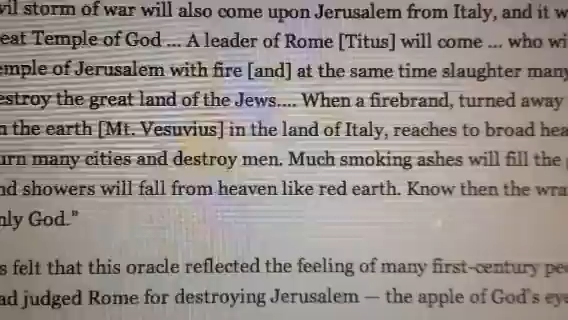 vil storm of war will also come upon Jerusalem from Italy, and it w
eat Temple of God ... A leader of Rome [Titus] will come ... who wi
emple of Jerusalem with fire [and] at the same time slaughter many
estroy the great land of the Jews.... When a firebrand, turned away
n the earth [Mt. Vesuvius] in the land of Italy, reaches to broad hea
urn many cities and destroy men. Much smoking ashes will fill the
nd showers will fall from heaven like red earth. Know then the wra
nly God."
s felt that this oracle reflected the feeling of many first-century pe
ad judged Rome for destroying Jerusalem — the apple of God's eye